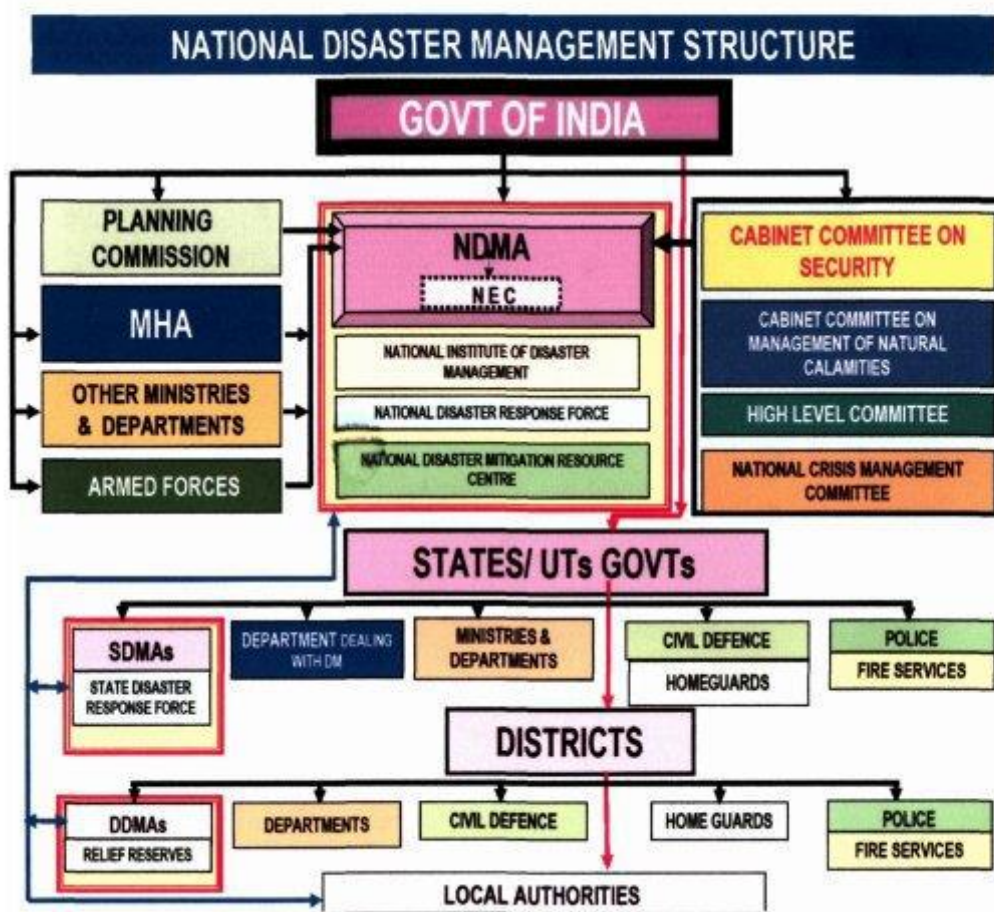 NATIONAL DISASTER MANAGEMENT STRUCTURE
GOVT OF INDIA
PLANNING
COMMISSION
MHA
OTHER MINISTRIES
& DEPARTMENTS
ARMED FORCES
NDMA
NEC
NATIONAL INSTITUTE OF DISASTER
MANAGEMENT
NATIONAL DISASTER RESPONSE FORCE
NATIONAL DISASTER MITIGATION RESOURCE
CENTRE
CABINET COMMITTEE ON
SECURITY
CABINET COMMITTEE ON
MANAGEMENT OF NATURAL
CALAMITIES
HIGH LEVEL COMMITTEE
NATIONAL CRISIS MANAGEMENT
COMMITTEE
STATES/ UTs GOVTs
SDMAs
STATE DISASTER
RESPONSE FORCE
DEPARTMENT DEALING
WITH DM
MINISTRIES &
DEPARTMENTS
CIVIL DEFENCE
HOMEGUARDS
POLICE
FIRE SERVICES
DISTRICTS
DDMAs
RELIEF RESERVES
DEPARTMENTS
CIVIL DEFENCE
HOME GUARDS
POLICE
FIRE SERVICES
LOCAL AUTHORITIES